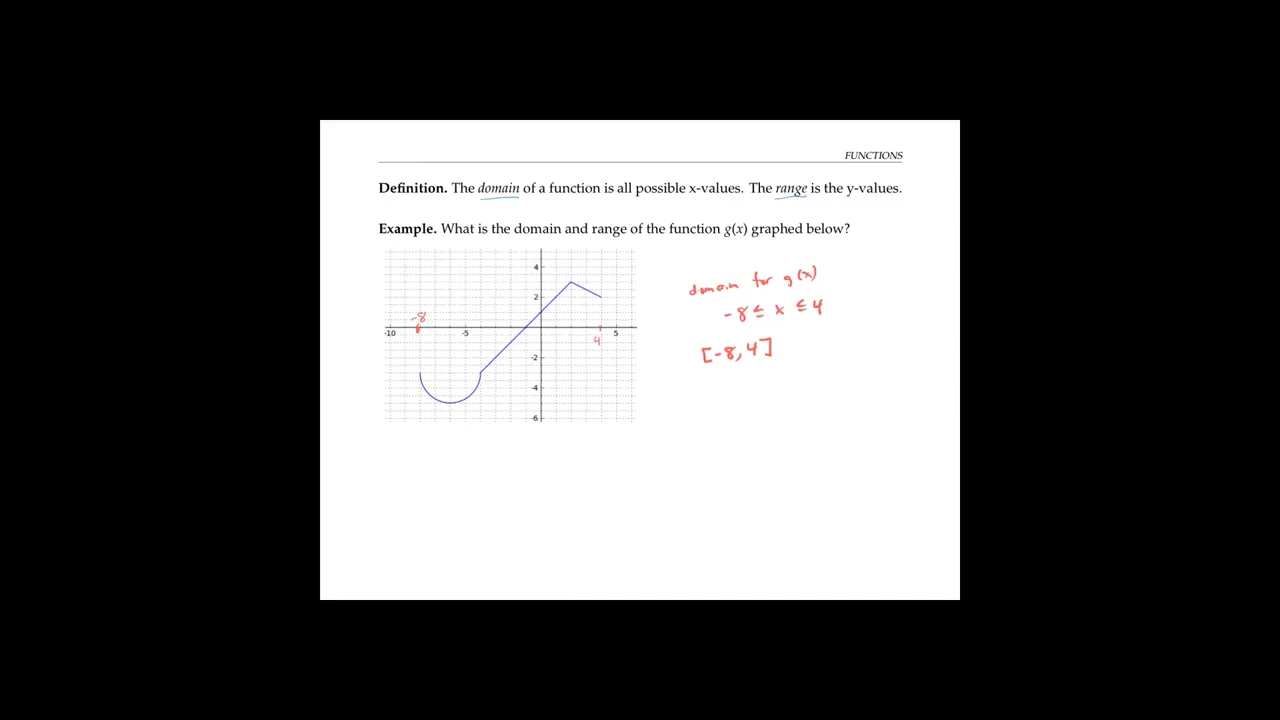 FUNCTIONS
Definition. The domain of a function is all possible x-values. The range is the y-values.
Example. What is the domain and range of the function g(x) graphed below?
4
2
-10
-5
5
-2
-4
-6
-8
4
domain for g(x)
-8 ≤ x ≤ 4
[-8, 4]